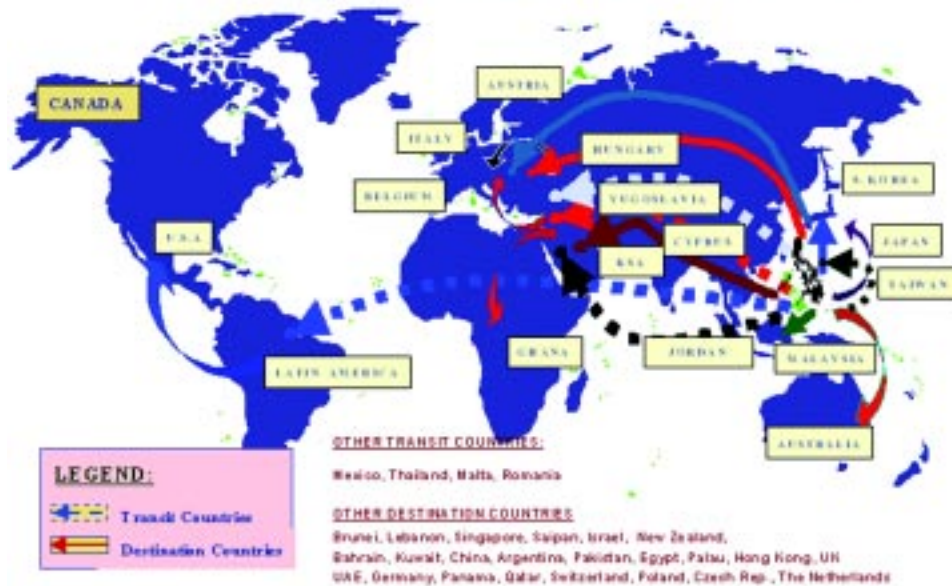 AUSTRIA
CANADA
ITALY
HUNGARY
S. KOREA
BELGIUM
YUGOSLAVIA
U.S.A
CYPRUS
JAPAN
KSA
TAIWAN
GHANA
JORDAN
MALAYSIA
LATIN AMERICA
AUSTRALIA
OTHER TRANSIT COUNTRIES:
Mexico, Thailand, Malta, Romania
LEGEND:
Transit Countries
Destination Countries
OTHER DESTINATION COUNTRIES
Brunei, Lebanon, Singapore, Saipan, Israel, New Zealand,
Bahrain, Kuwait, China, Argentina, Pakistan, Egypt, Palau, Hong Kong, UK
UAE, Germany, Panama, Qatar, Switzerland, Poland, Czech Rep., The Netherlands